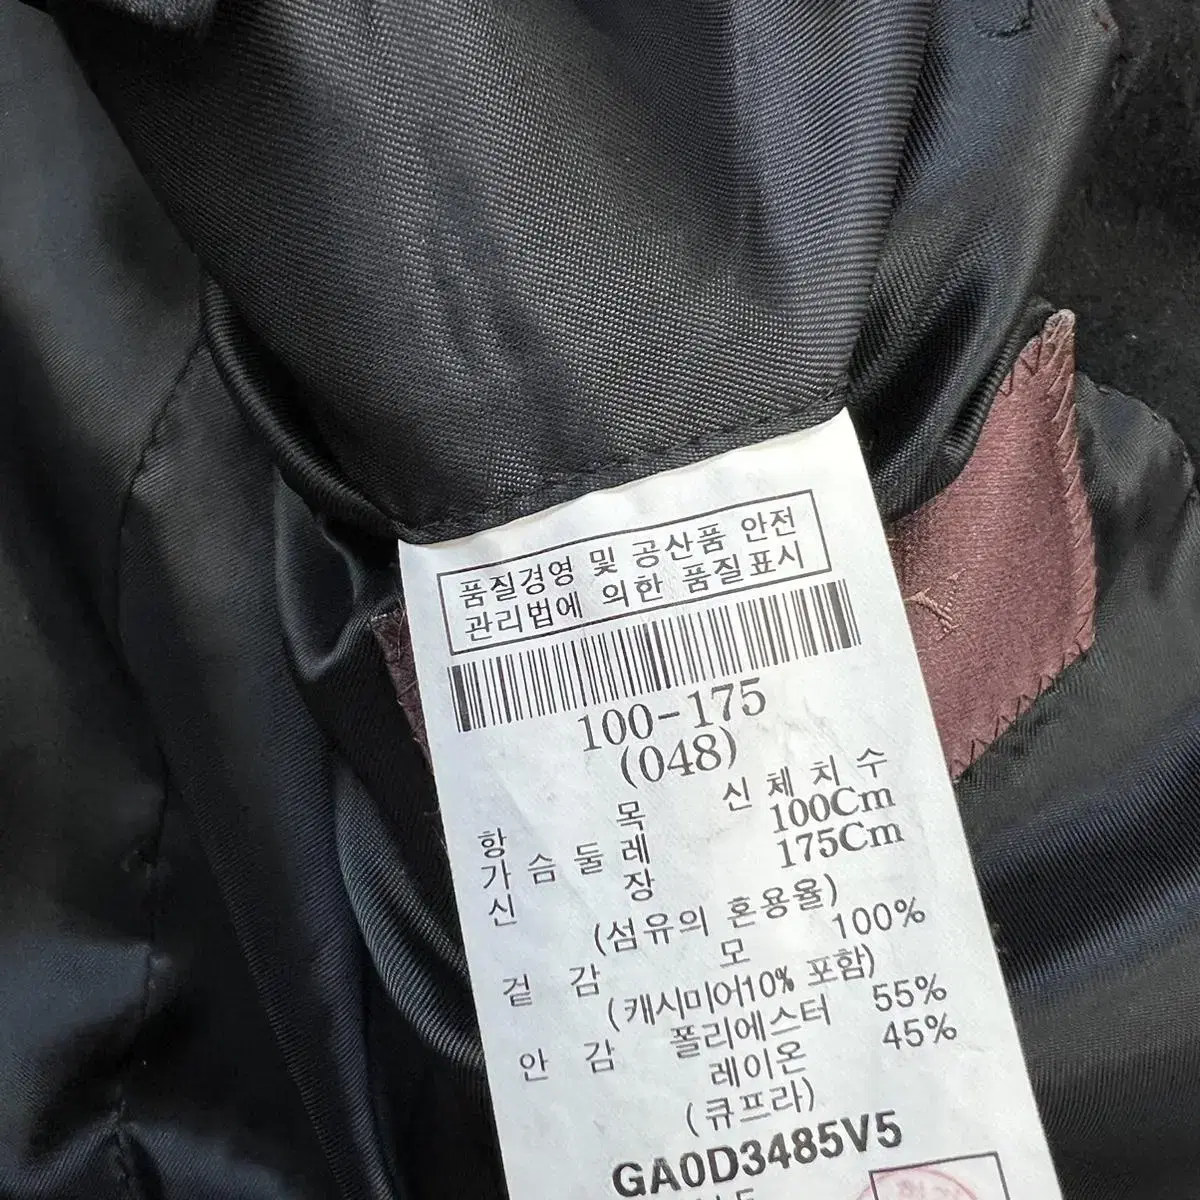 품질경영 및 공산품 안전
관리법에 의한 품질표시
100-175
(048)
항 목 신 체 치 수
가 슴 둘 레 100Cm
신 장 175Cm
(섬유의 혼용율)
겉 감 모 100%
(캐시미어10% 포함)
안 감 폴리에스터 55%
레이온 45%
(큐프라)
GA0D3485V5